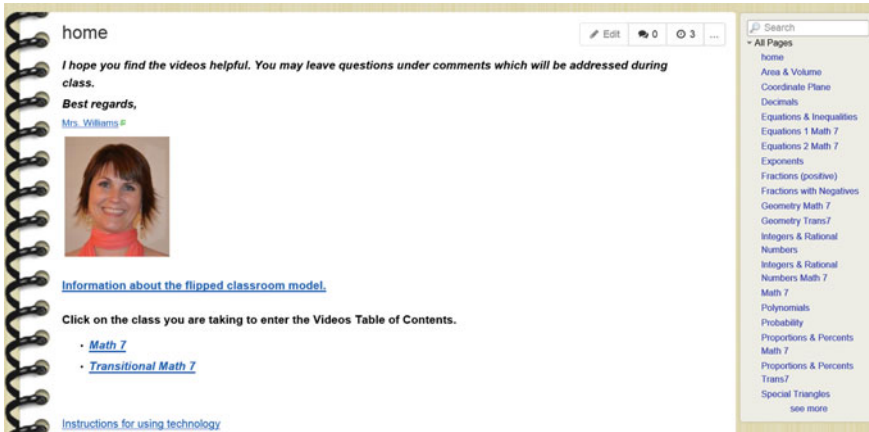 home
Edit
0
3
...
I hope you find the videos helpful. You may leave questions under comments which will be addressed during
class.
Best regards,
Mrs. Williams
Information about the flipped classroom model.
Click on the class you are taking to enter the Videos Table of Contents.
• Math 7
• Transitional Math 7
Instructions for using technology
Search
All Pages
home
Area & Volume
Coordinate Plane
Decimals
Equations & Inequalities
Equations 1 Math 7
Equations 2 Math 7
Exponents
Fractions (positive)
Fractions with Negatives
Geometry Math 7
Geometry Trans7
Integers & Rational
Numbers
Integers & Rational
Numbers Math 7
Math 7
Polynomials
Probability
Proportions & Percents
Math 7
Proportions & Percents
Trans7
Special Triangles
see more